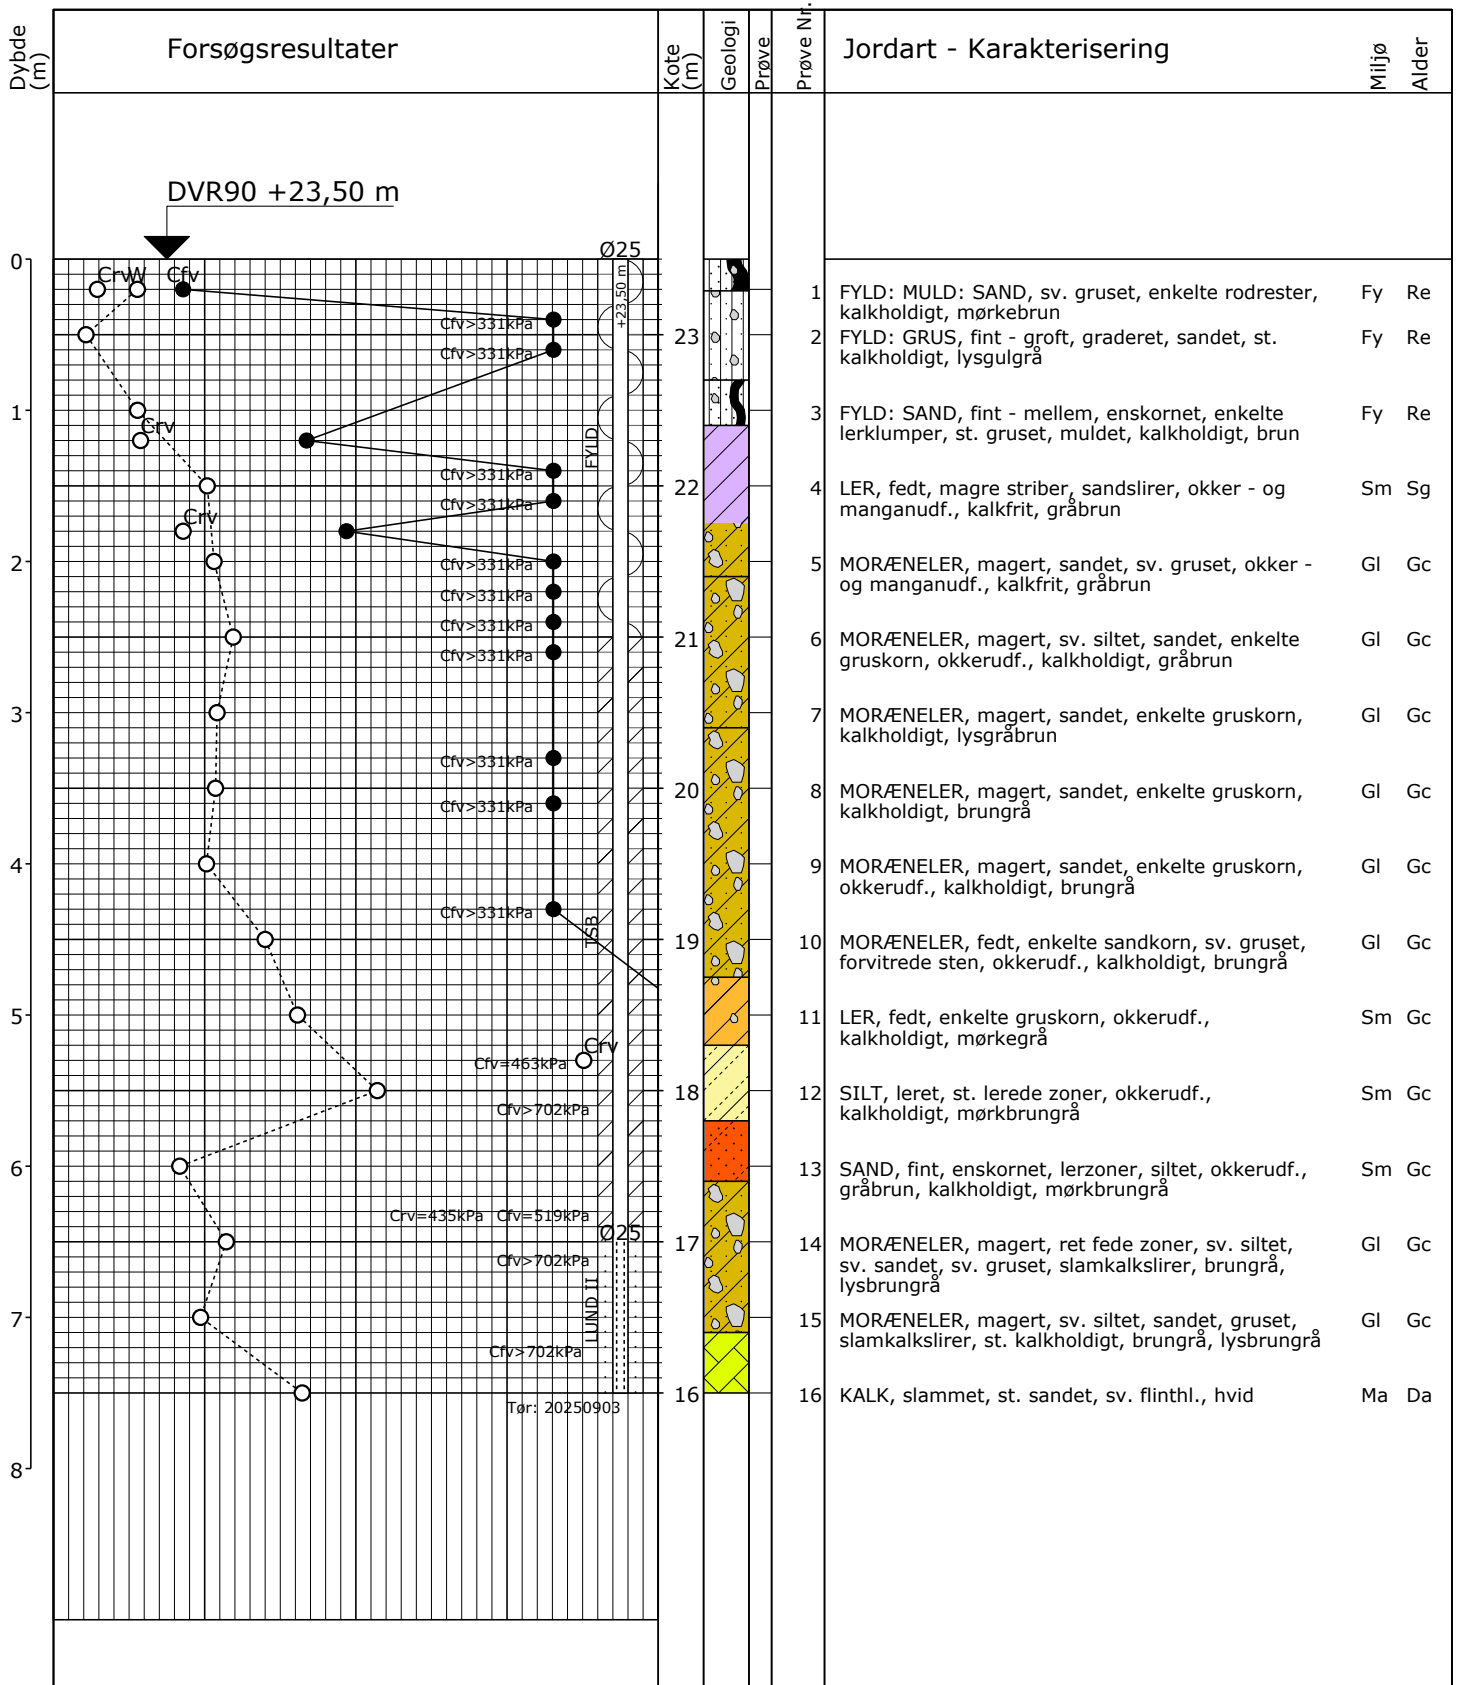 Dybde (m)
Forsøgsresultater
Kote (m)
Geologi
Prøve
Prøve Nr.
Jordart - Karakterisering
Miljø
Alder
DVR90 +23,50 m
Ø25
+23,50 m
0
CrvW Cfv
1 FYLD: MULD: SAND, sv. gruset, enkelte rodrester, Fy Re
kalkholdigt, mørkebrun
Cfv>331kPa
23
2 FYLD: GRUS, fint - groft, graderet, sandet, st. Fy Re
kalkholdigt, lysgulgrå
Cfv>331kPa
1
3 FYLD: SAND, fint - mellem, enskornet, enkelte Fy Re
lerklumper, st. gruset, muldet, kalkholdigt, brun
Crv
FYLD
Cfv>331kPa
22
4 LER, fedt, magre striber, sandslirer, okker - og Sm Sg
manganudf., kalkfrit, gråbrun
Cfv>331kPa
Crv
2
Cfv>331kPa
5 MORÆNELER, magert, sandet, sv. gruset, okker - Gl Gc
og manganudf., kalkfrit, gråbrun
Cfv>331kPa
Cfv>331kPa
21
6 MORÆNELER, magert, sv. siltet, sandet, enkelte Gl Gc
gruskorn, okkerudf., kalkholdigt, gråbrun
Cfv>331kPa
3
7 MORÆNELER, magert, sandet, enkelte gruskorn, Gl Gc
kalkholdigt, lysgråbrun
Cfv>331kPa
20
8 MORÆNELER, magert, sandet, enkelte gruskorn, Gl Gc
kalkholdigt, brungrå
Cfv>331kPa
4
9 MORÆNELER, magert, sandet, enkelte gruskorn, Gl Gc
okkerudf., kalkholdigt, brungrå
Cfv>331kPa
TSB
19
10 MORÆNELER, fedt, enkelte sandkorn, sv. gruset, Gl Gc
forvitrede sten, okkerudf., kalkholdigt, brungrå
5
11 LER, fedt, enkelte gruskorn, okkerudf., Sm Gc
kalkholdigt, mørkegrå
Crv
Cfv=463kPa
18
12 SILT, leret, st. lerede zoner, okkerudf., Sm Gc
kalkholdigt, mørkbrungrå
Cfv>702kPa
6
13 SAND, fint, enskornet, lerzoner, siltet, okkerudf., Sm Gc
gråbrun, kalkholdigt, mørkbrungrå
Crv=435kPa Cfv=519kPa
Ø25
17
14 MORÆNELER, magert, ret fede zoner, sv. siltet, Gl Gc
sv. sandet, sv. gruset, slamkalkslirer, brungrå,
lysbrungrå
Cfv>702kPa
LUND II
7
15 MORÆNELER, magert, sv. siltet, sandet, gruset, Gl Gc
slamkalkslirer, st. kalkholdigt, brungrå, lysbrungrå
Cfv>702kPa
16
16 KALK, slammet, st. sandet, sv. flinthl., hvid Ma Da
Tør: 20250903
8